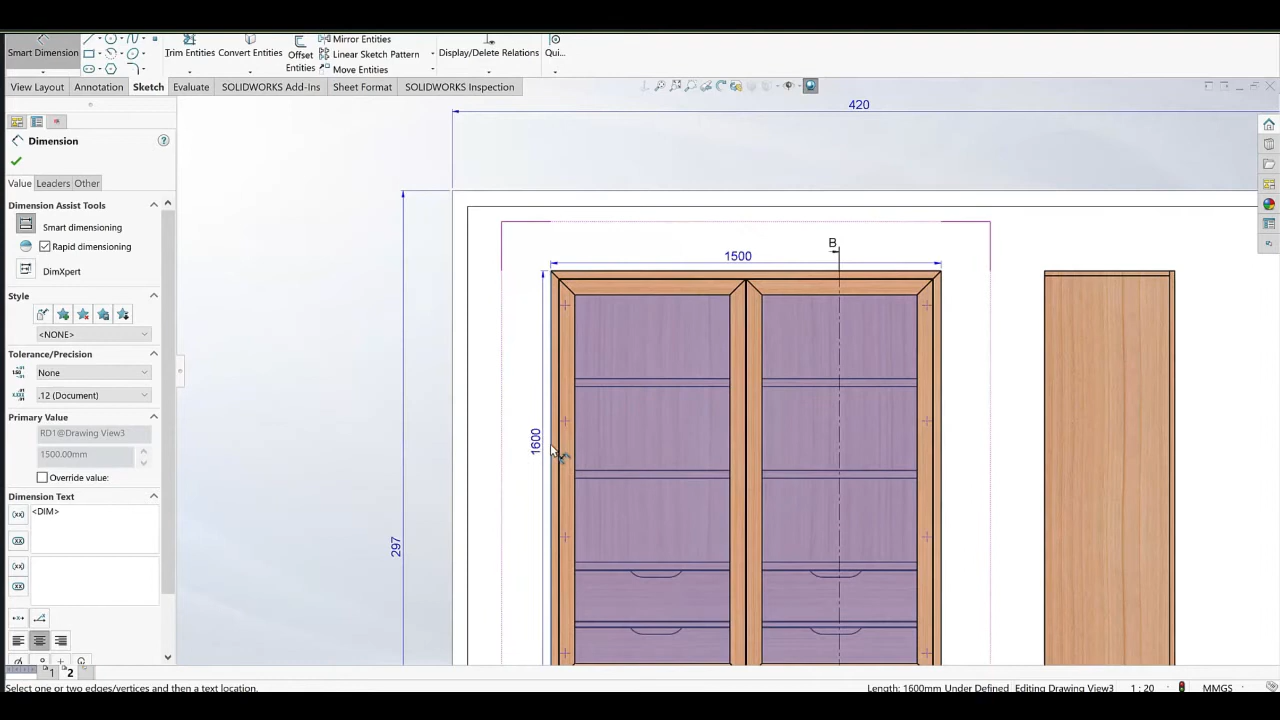 Smart Dimension
Trim Entities
Convert Entities
Offset
Entities
Mirror Entities
Linear Sketch Pattern
Move Entities
Display/Delete Relations
Qui...
View Layout
Annotation
Sketch
Evaluate
SOLIDWORKS Add-Ins
Sheet Format
SOLIDWORKS Inspection
Dimension
Value
Leaders
Other
Dimension Assist Tools
Smart dimensioning
Rapid dimensioning
DimXpert
Style
<NONE>
Tolerance/Precision
None
.12 (Document)
Primary Value
RD1@Drawing View3
1500.00mm
Override value:
Dimension Text
<DIM>
420
297
B
1500
1600
1
2
Select one or two edges/vertices and then a text location.
Length: 1600mm Under Defined Editing Drawing View3 1 : 20 MMGS